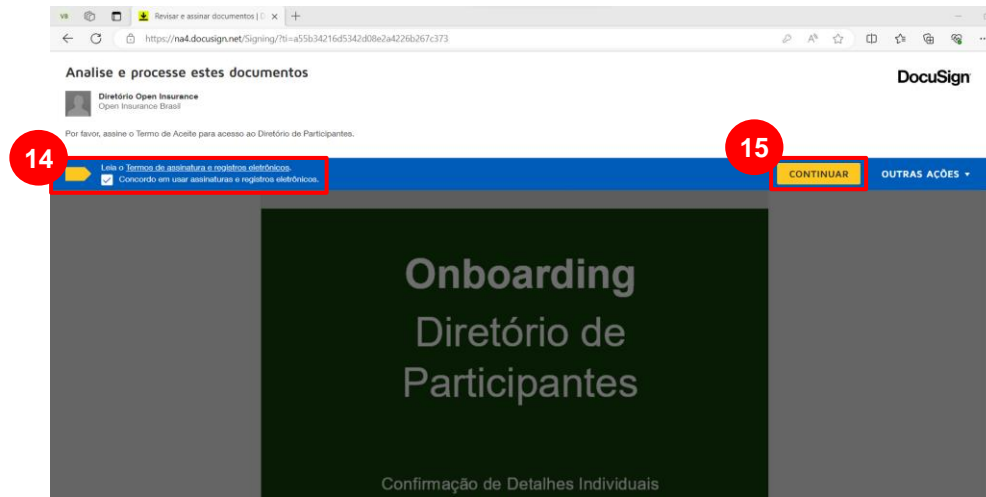 VB
Revisar e assinar documentos | D
https://na4.docusign.net/Signing/?ti=a55b34216d5342d08e2a4226b267c373
Analise e processe estes documentos
DocuSign
Diretório Open Insurance
Open Insurance Brasil
Por favor, assine o Termo de Aceite para acesso ao Diretório de Participantes.
14
15
Leia o Termos de assinatura e registros eletrônicos.
Concordo em usar assinaturas e registros eletrônicos.
CONTINUAR
OUTRAS AÇÕES
Onboarding
Diretório de
Participantes
Confirmação de Detalhes Individuais